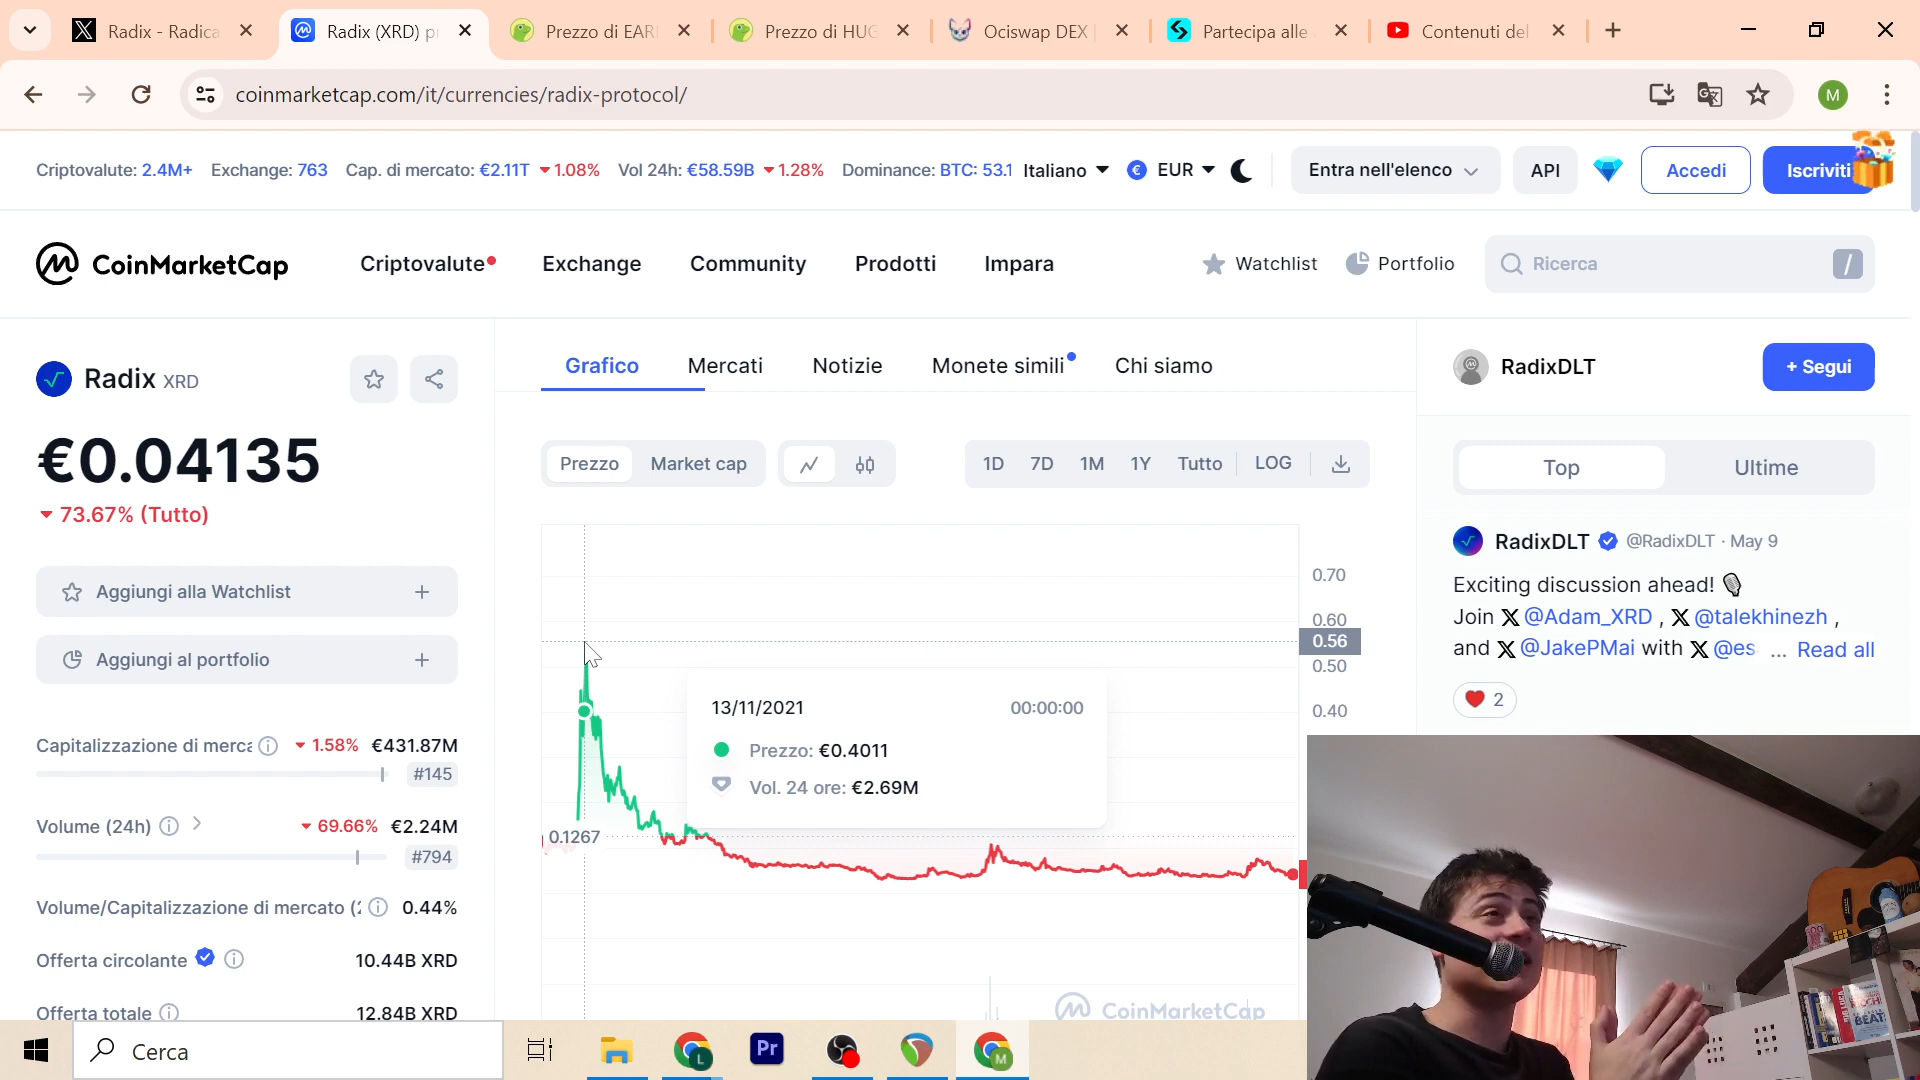 Radix - Radica
Radix (XRD) pr
Prezzo di EAR
Prezzo di HUG
Ociswap DEX
Partecipa alle
Contenuti del
coinmarketcap.com/it/currencies/radix-protocol/
M
Criptovalute: 2.4M+ Exchange: 763 Cap. di mercato: €2.11T 1.08% Vol 24h: €58.59B 1.28% Dominance: BTC: 53.1
Italiano
EUR
Entra nell'elenco
API
Accedi
Iscriviti
CoinMarketCap
Criptovalute
Exchange
Community
Prodotti
Impara
Watchlist
Portfolio
Ricerca
/
Radix XRD
€0.04135
73.67% (Tutto)
Aggiungi alla Watchlist
Aggiungi al portfolio
Capitalizzazione di merca 1.58% €431.87M
#145
Volume (24h) 69.66% €2.24M
#794
Volume/Capitalizzazione di mercato (2 0.44%
Offerta circolante 10.44B XRD
Offerta totale 12.84B XRD
Grafico
Mercati
Notizie
Monete simili
Chi siamo
Prezzo
Market cap
1D
7D
1M
1Y
Tutto
LOG
0.70
0.60
0.56
0.50
0.40
13/11/2021 00:00:00
Prezzo: €0.4011
Vol. 24 ore: €2.69M
0.1267
CoinMarketCap
RadixDLT
+ Segui
Top
Ultime
RadixDLT @RadixDLT · May 9
Exciting discussion ahead!
Join @Adam_XRD , @talekhinezh ,
and @JakePMai with @es ... Read all
2
Cerca
L
Pr
M
BEAT